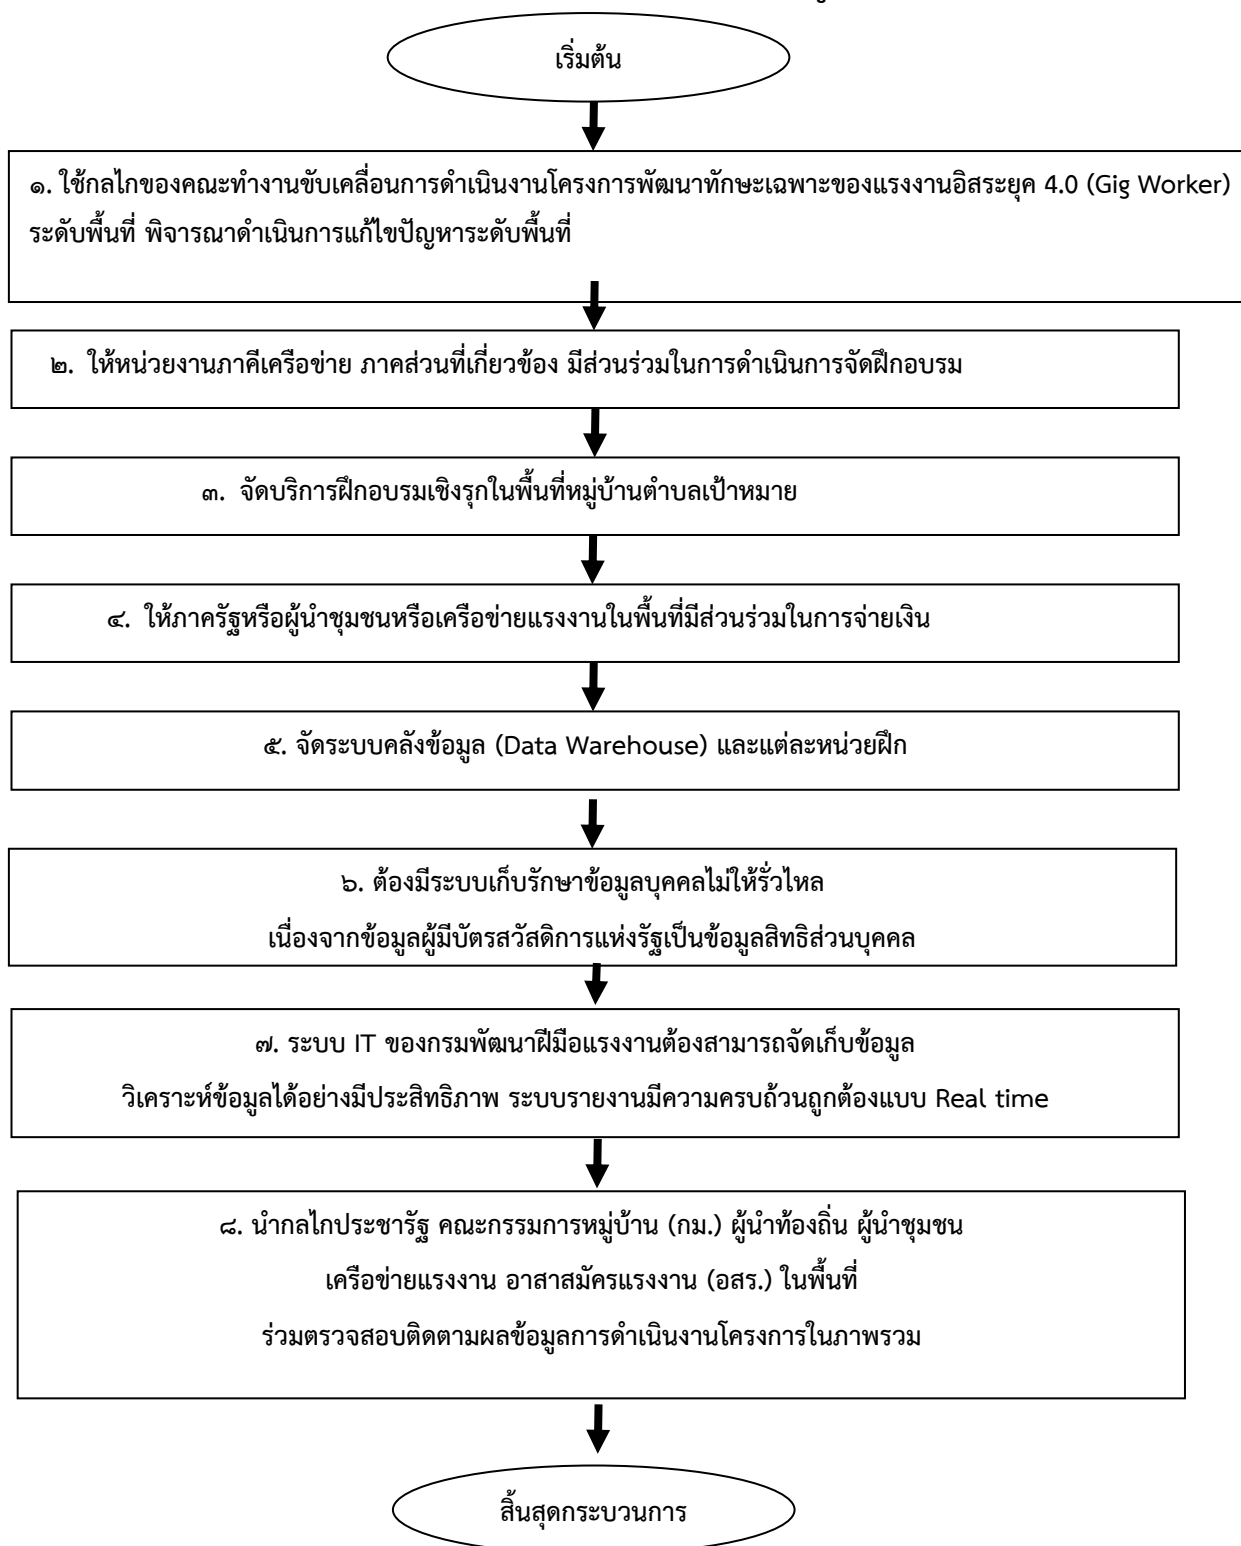 เริ่มต้น
๑. ใช้กลไกของคณะทำงานขับเคลื่อนการดำเนินงานโครงการพัฒนาทักษะเฉพาะของแรงงานอิสระยุค 4.0 (Gig Worker)
ระดับพื้นที่ พิจารณาดำเนินการแก้ไขปัญหาระดับพื้นที่
๒. ให้หน่วยงานภาคีเครือข่าย ภาคส่วนที่เกี่ยวข้อง มีส่วนร่วมในการดำเนินการจัดฝึกอบรม
๓. จัดบริการฝึกอบรมเชิงรุกในพื้นที่หมู่บ้านตำบลเป้าหมาย
๔. ให้ภาครัฐหรือผู้นำชุมชนหรือเครือข่ายแรงงานในพื้นที่มีส่วนร่วมในการจ่ายเงิน
๕. จัดระบบคลังข้อมูล (Data Warehouse) และแต่ละหน่วยฝึก
๖. ต้องมีระบบเก็บรักษาข้อมูลบุคคลไม่ให้รั่วไหล
เนื่องจากข้อมูลผู้มีบัตรสวัสดิการแห่งรัฐเป็นข้อมูลสิทธิส่วนบุคคล
๗. ระบบ IT ของกรมพัฒนาฝีมือแรงงานต้องสามารถจัดเก็บข้อมูล
วิเคราะห์ข้อมูลได้อย่างมีประสิทธิภาพ ระบบรายงานมีความครบถ้วนถูกต้องแบบ Real time
๘. นำกลไกประชารัฐ คณะกรรมการหมู่บ้าน (กม.) ผู้นำท้องถิ่น ผู้นำชุมชน
เครือข่ายแรงงาน อาสาสมัครแรงงาน (อสร.) ในพื้นที่
ร่วมตรวจสอบติดตามผลข้อมูลการดำเนินงานโครงการในภาพรวม
สิ้นสุดกระบวนการ